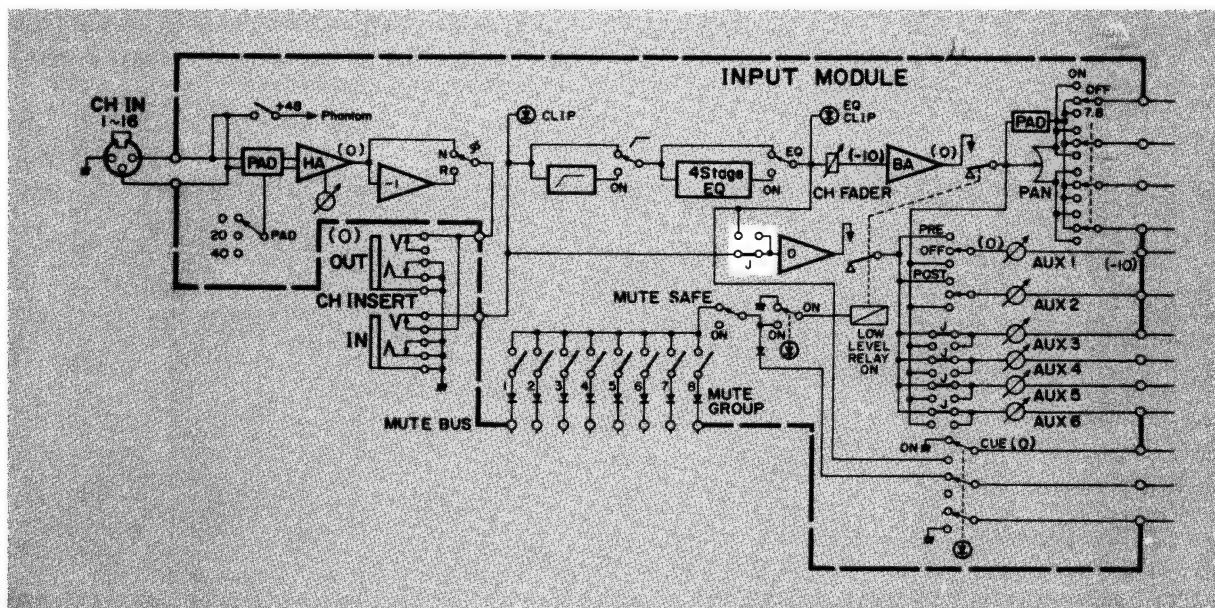 INPUT MODULE
CH IN
1~16
+48
Phantom
PAD
HA
(0)
-1
N
R
φ
0
20
40
PAD
(0)
OUT
CH INSERT
IN
CLIP
ON
4Stage
EQ
ON
EQ
EQ
CLIP
(-10)
CH FADER
BA
(0)
PAD
PAN
ON
OFF
7.8
J
0
PRE
OFF
POST
(0)
AUX 1
(-10)
AUX 2
J
AUX 3
J
AUX 4
J
AUX 5
J
AUX 6
MUTE SAFE
ON
ON
ON
LOW
LEVEL
RELAY
ON
1 2 3 4 5 6 7 8
MUTE
GROUP
MUTE BUS
ON
CUE (0)